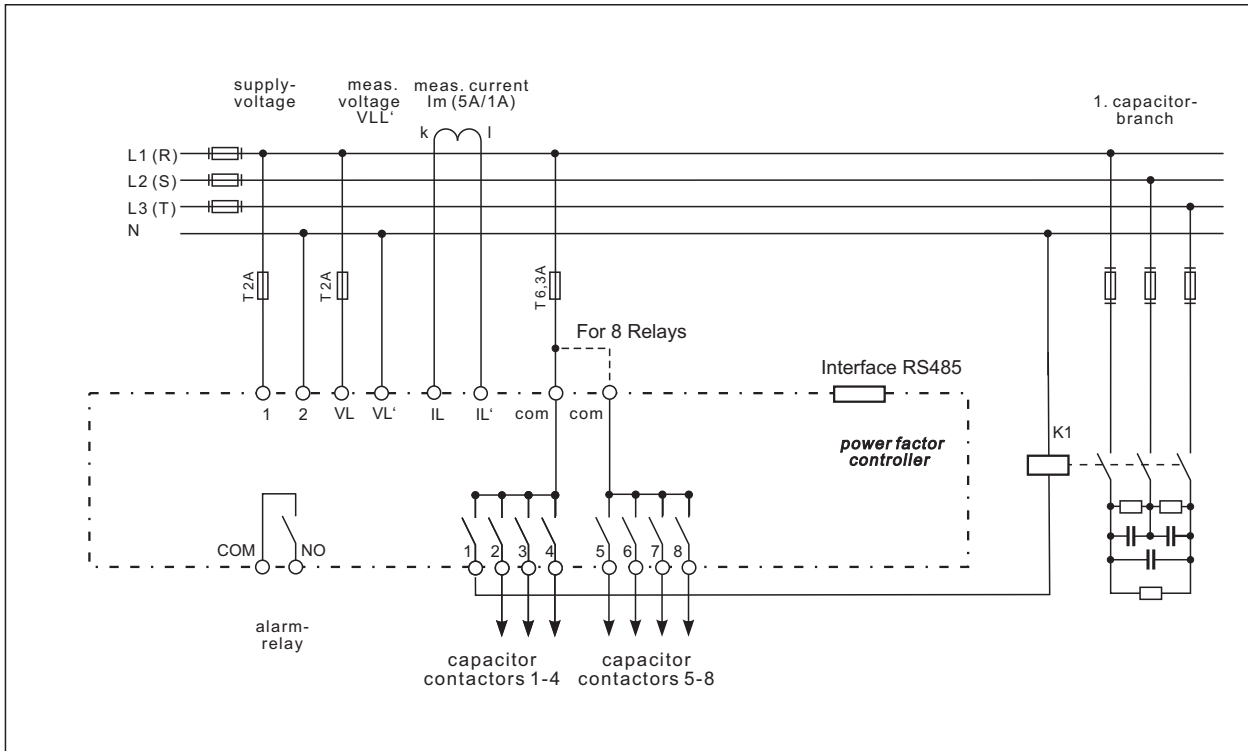 supply-
voltage
meas.
voltage
VLL‘
meas. current
Im (5A/1A)
k
l
1. capacitor-
branch
L1 (R)
L2 (S)
L3 (T)
N
T 2A
T 2A
T 6,3A
For 8 Relays
Interface RS485
1
2
VL
VL‘
IL
IL‘
com
com
power factor
controller
K1
COM
NO
1
2
3
4
5
6
7
8
alarm-
relay
capacitor
contactors 1-4
capacitor
contactors 5-8